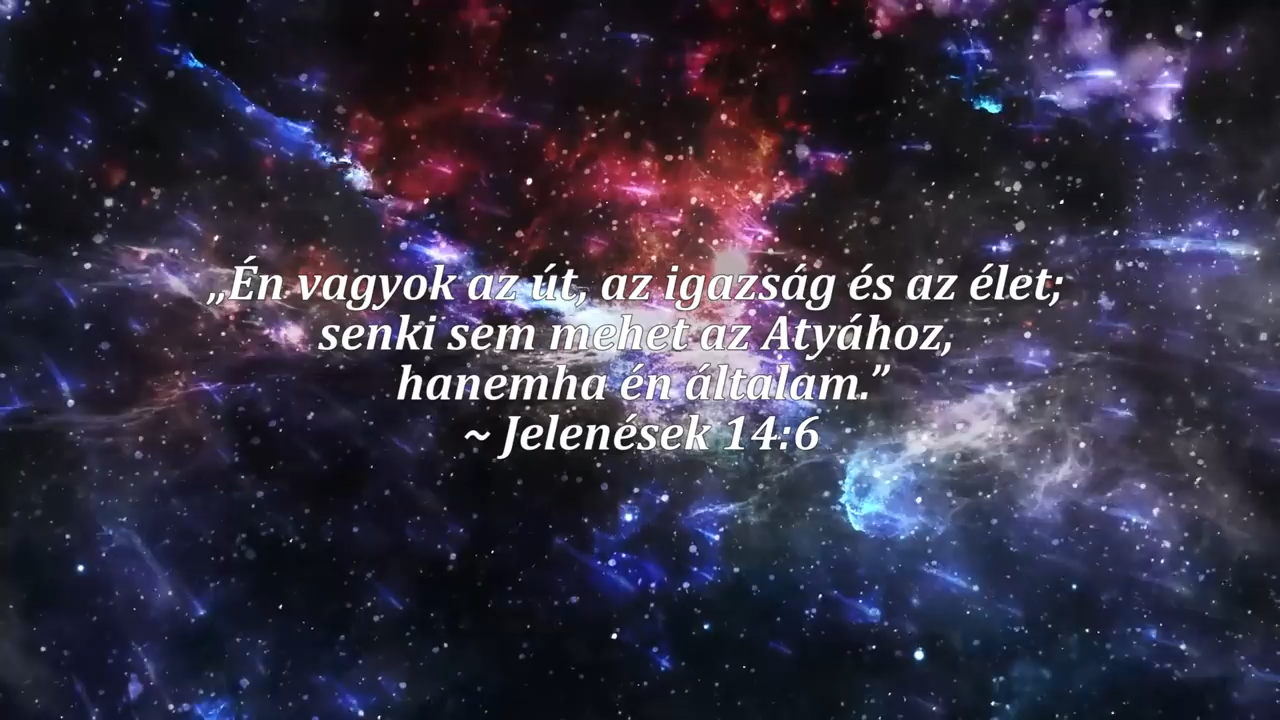 „Én vagyok az út, az igazság és az élet;
senki sem mehet az Atyához,
hanemha én általam.”
~ Jelenések 14:6